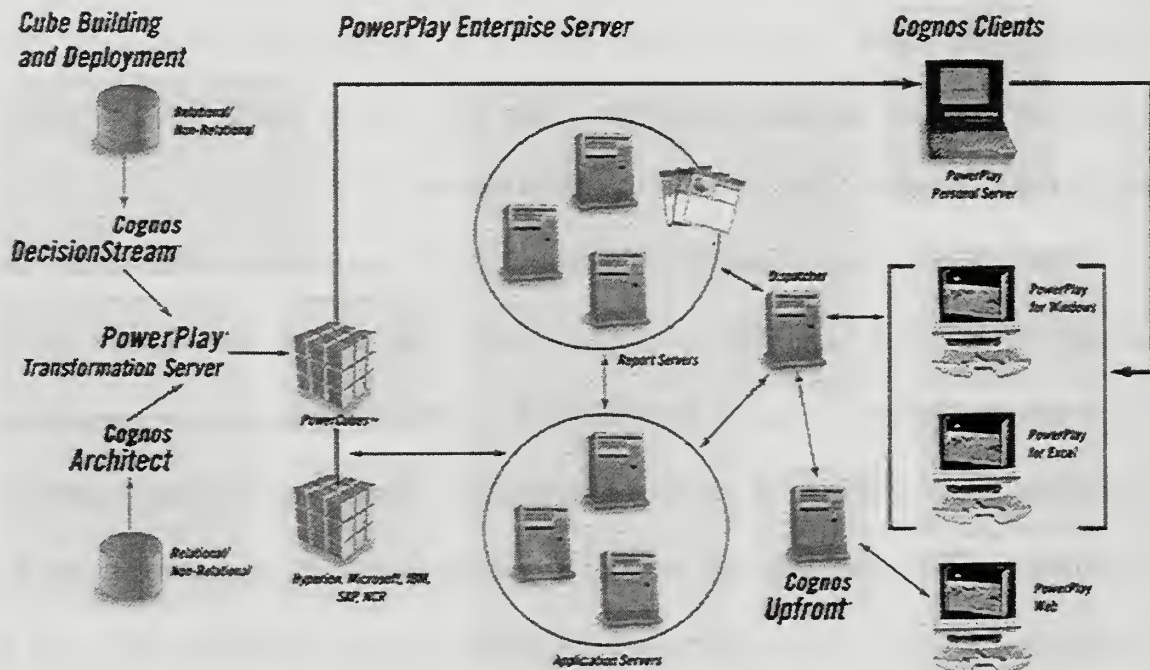 Cube Building
and Deployment
PowerPlay Enterpise Server
Cognos Clients
Relational/
Non-Relational
PowerPlay
Personal Server
Cognos
DecisionStream
Dispatcher
PowerPlay
for Windows
PowerPlay
Transformation Server
Report Servers
PowerCubes™
Cognos
Architect
PowerPlay
for Excel
Relational/
Non-Relational
Hyperion, Microsoft, IBM,
SAP, NCR
Cognos
Upfront
PowerPlay
Web
Application Servers